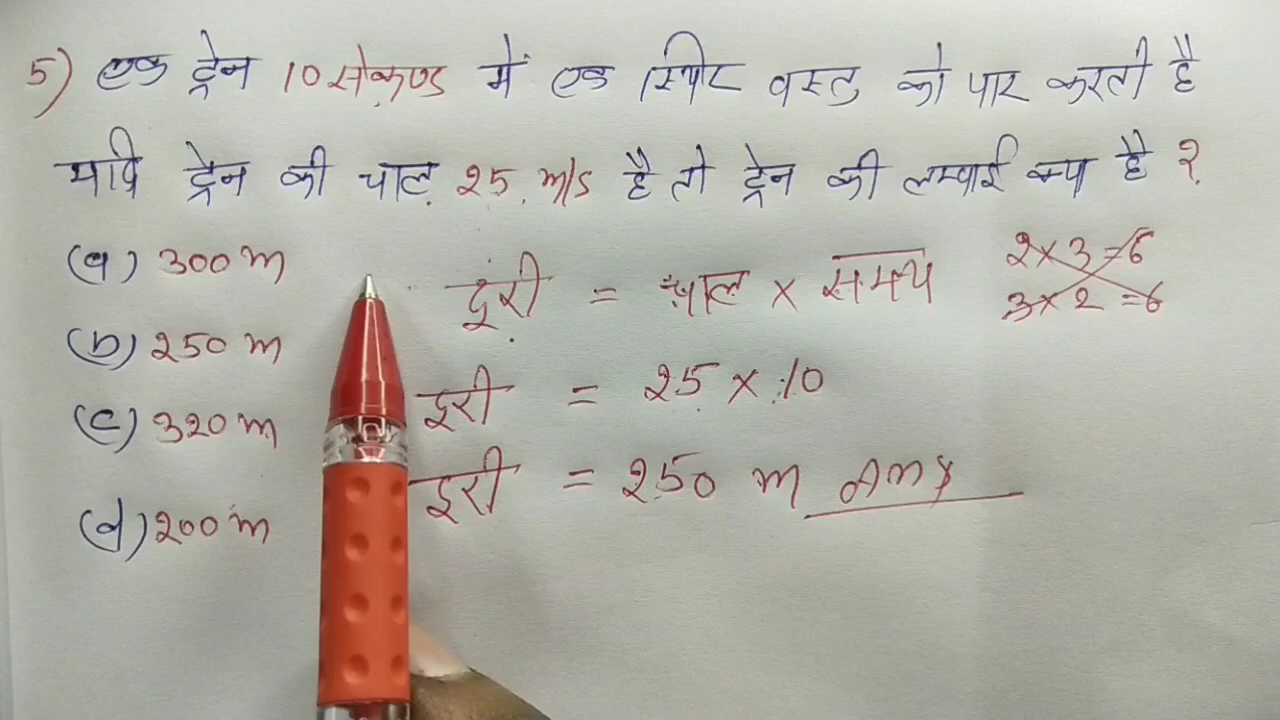 5) एक ट्रेन 10 सेकण्ड में एक स्थिर वस्तु को पार करती है
यदि ट्रेन की चाल 25 m/s है तो ट्रेन की लम्बाई क्या है ?
(a) 300 m
दूरी = चाल × समय
2 × 3 = 6
3 × 2 = 6
(b) 250 m
दूरी = 25 × 10
(c) 320 m
दूरी = 250 m Ans
(d) 200 m